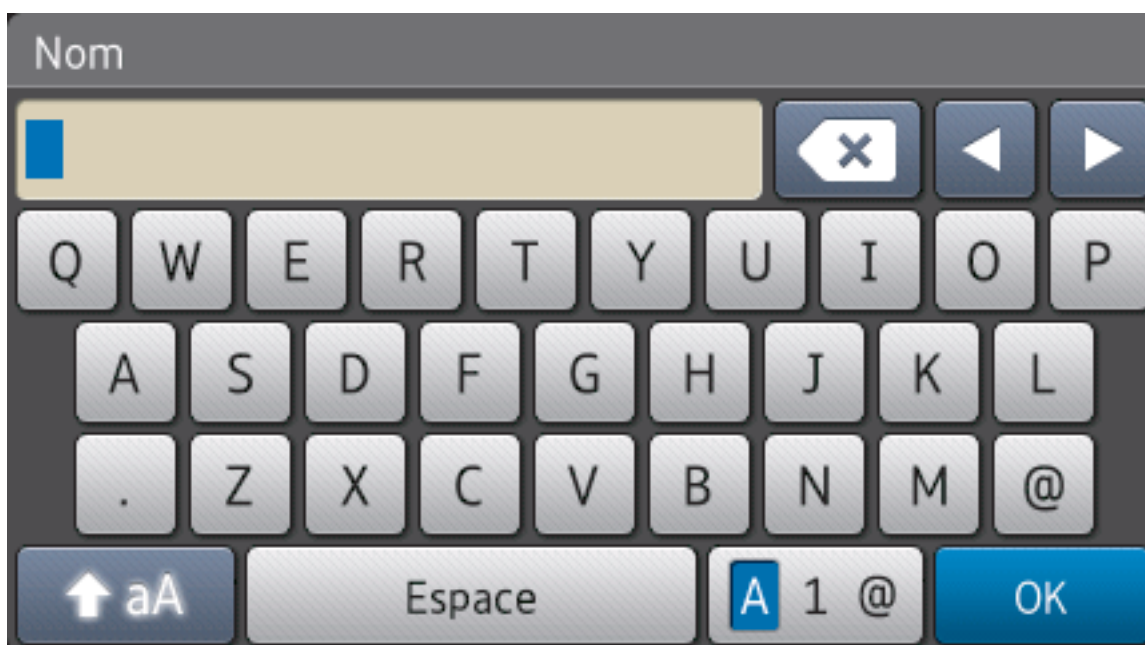 Nom
Q W E R T Y U I O P
A S D F G H J K L
. Z X C V B N M @
aA Espace A 1 @ OK